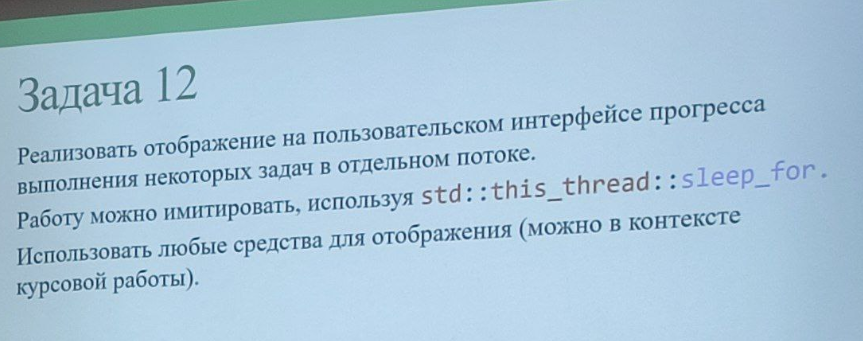 Задача 12
Реализовать отображение на пользовательском интерфейсе прогресса
выполнения некоторых задач в отдельном потоке.
Работу можно имитировать, используя std::this_thread::sleep_for.
Использовать любые средства для отображения (можно в контексте
курсовой работы).